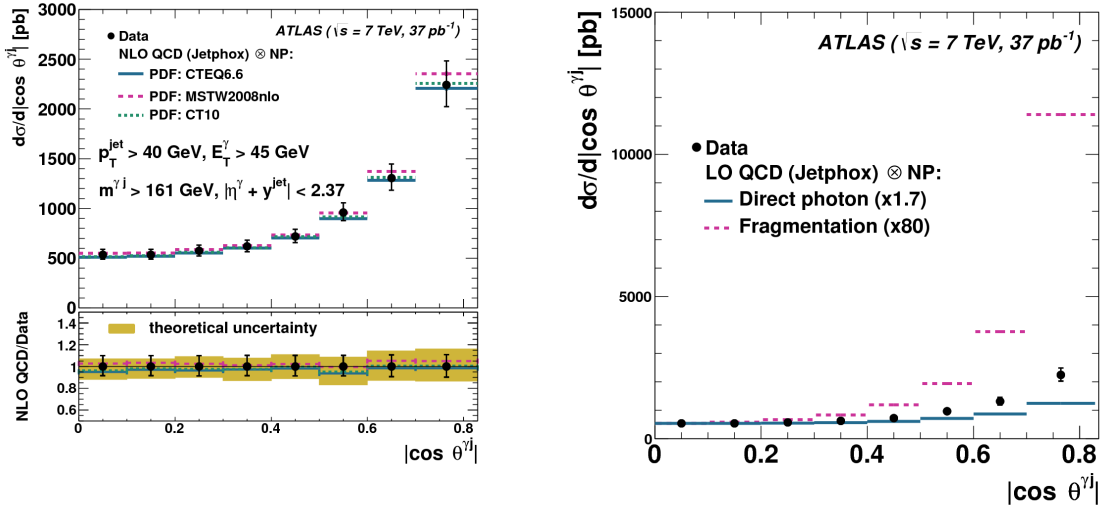 dσ/d|cos θ^γj| [pb]
3000
2500
2000
1500
1000
500
0
ATLAS (√s = 7 TeV, 37 pb⁻¹)
Data
NLO QCD (Jetphox) ⊗ NP:
PDF: CTEQ6.6
PDF: MSTW2008nlo
PDF: CT10
p_T^jet > 40 GeV, E_T^γ > 45 GeV
m^γj > 161 GeV, |η^γ + y^jet| < 2.37
NLO QCD/Data
1.4
1.2
1
0.8
0.6
theoretical uncertainty
0 0.2 0.4 0.6 0.8
|cos θ^γj|
dσ/d|cos θ^γj| [pb]
15000
10000
5000
0
ATLAS (√s = 7 TeV, 37 pb⁻¹)
Data
LO QCD (Jetphox) ⊗ NP:
Direct photon (x1.7)
Fragmentation (x80)
0 0.2 0.4 0.6 0.8
|cos θ^γj|